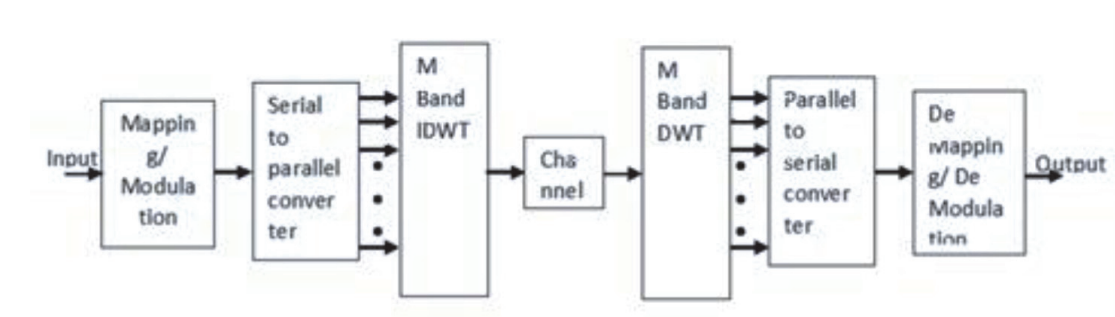 Input
Mappin
g/
Modula
tion
Serial
to
parallel
conver
ter
M
Band
IDWT
Cha
nnel
M
Band
DWT
Parallel
to
serial
conver
ter
De
Mappin
g/ De
Modula
tion
Output